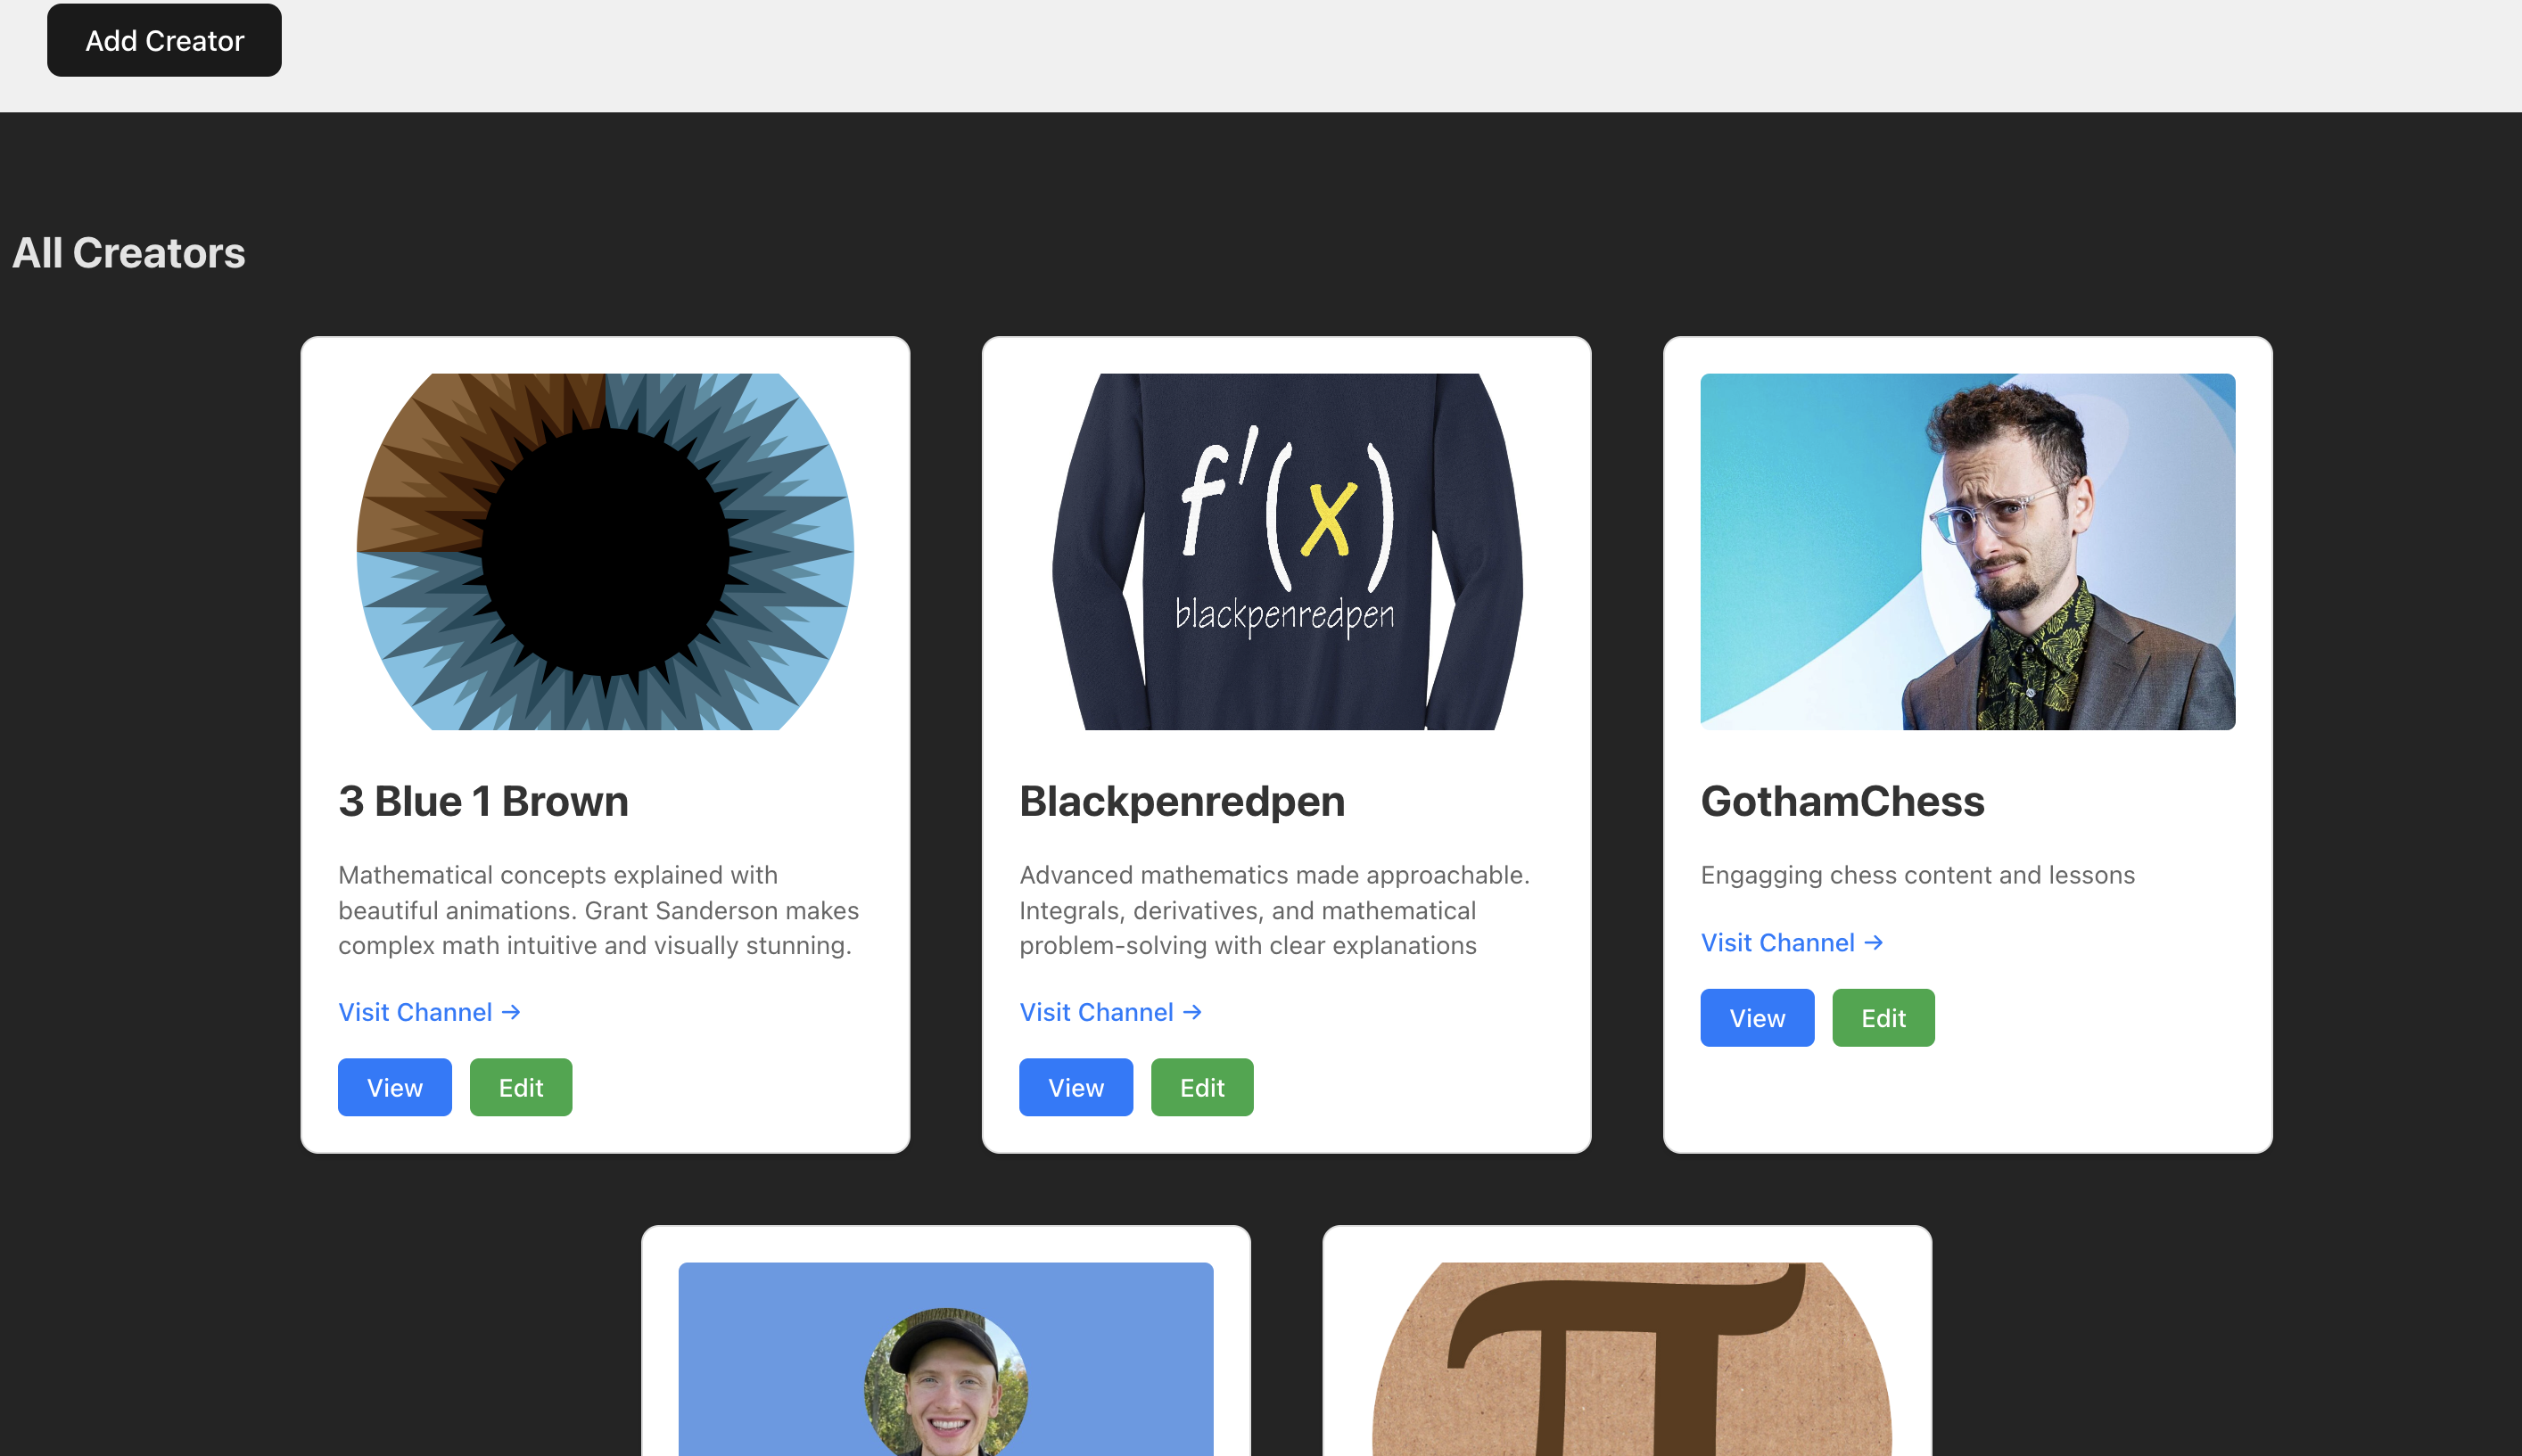 Add Creator
All Creators
f'(x)
blackpenredpen
3 Blue 1 Brown
Mathematical concepts explained with
beautiful animations. Grant Sanderson makes
complex math intuitive and visually stunning.
Visit Channel →
View
Edit
Blackpenredpen
Advanced mathematics made approachable.
Integrals, derivatives, and mathematical
problem-solving with clear explanations
Visit Channel →
View
Edit
GothamChess
Engagging chess content and lessons
Visit Channel →
View
Edit
π